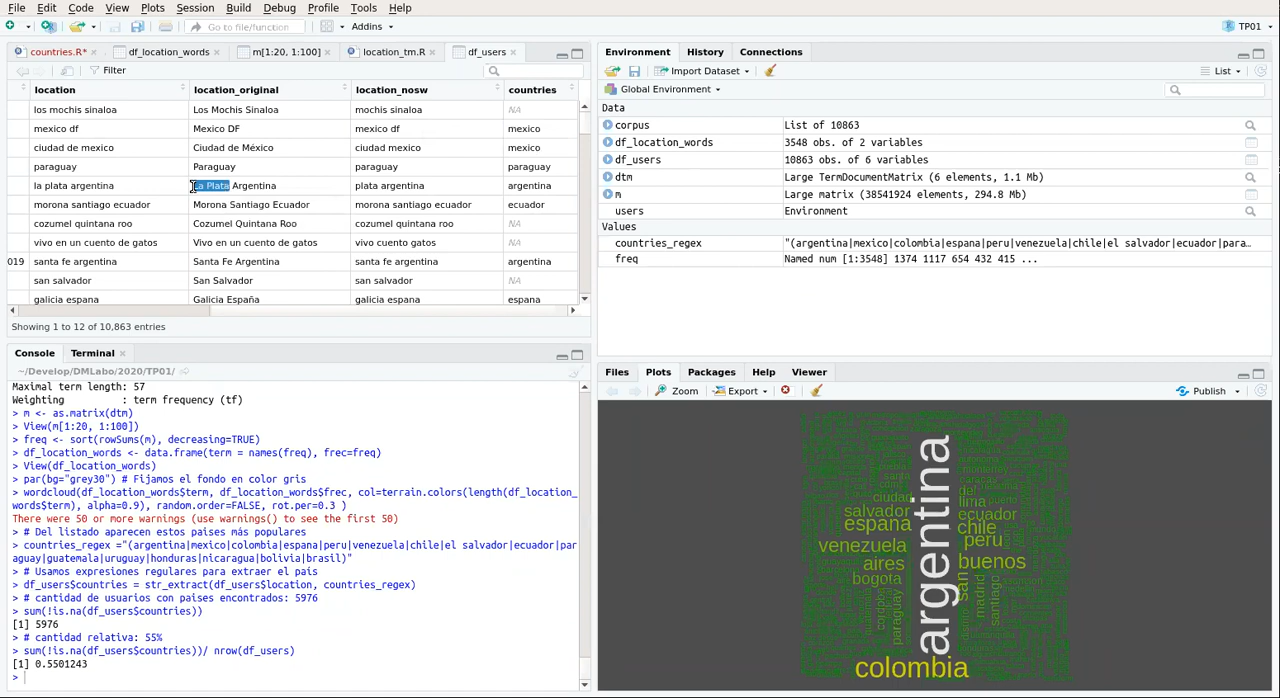 File Edit Code View Plots Session Build Debug Profile Tools Help
Go to file/function Addins TP01
countries.R* df_location_words m[1:20, 1:100] location_tm.R df_users
Filter
location location_original location_nosw countries
los mochis sinaloa Los Mochis Sinaloa mochis sinaloa NA
mexico df Mexico DF mexico df mexico
ciudad de mexico Ciudad de México ciudad mexico mexico
paraguay Paraguay paraguay paraguay
la plata argentina La Plata Argentina plata argentina argentina
morona santiago ecuador Morona Santiago Ecuador morona santiago ecuador ecuador
cozumel quintana roo Cozumel Quintana Roo cozumel quintana roo NA
vivo en un cuento de gatos Vivo en un cuento de gatos vivo cuento gatos NA
019 santa fe argentina Santa Fe Argentina santa fe argentina argentina
san salvador San Salvador san salvador NA
galicia espana Galicia España galicia espana espana
Showing 1 to 12 of 10,863 entries
Console Terminal
~/Develop/DMLabo/2020/TP01/
Maximal term length: 57
Weighting : term frequency (tf)
> m <- as.matrix(dtm)
> View(m[1:20, 1:100])
> freq <- sort(rowSums(m), decreasing=TRUE)
> df_location_words <- data.frame(term = names(freq), frec=freq)
> View(df_location_words)
> par(bg="grey30") # Fijamos el fondo en color gris
> wordcloud(df_location_words$term, df_location_words$frec, col=terrain.colors(length(df_location_
words$term), alpha=0.9), random.order=FALSE, rot.per=0.3 )
There were 50 or more warnings (use warnings() to see the first 50)
> # Del listado aparecen estos paises más populares
> countries_regex ="(argentina|mexico|colombia|espana|peru|venezuela|chile|el salvador|ecuador|par
aguay|guatemala|uruguay|honduras|nicaragua|bolivia|brasil)"
> # Usamos expresiones regulares para extraer el país
> df_users$countries = str_extract(df_users$location, countries_regex)
> # cantidad de usuarios con paises encontrados: 5976
> sum(!is.na(df_users$countries))
[1] 5976
> # cantidad relativa: 55%
> sum(!is.na(df_users$countries))/ nrow(df_users)
[1] 0.5501243
>
Environment History Connections
Import Dataset List
Global Environment
Data
corpus List of 10863
df_location_words 3548 obs. of 2 variables
df_users 10863 obs. of 6 variables
dtm Large TermDocumentMatrix (6 elements, 1.1 Mb)
m Large matrix (38541924 elements, 294.8 Mb)
users Environment
Values
countries_regex "(argentina|mexico|colombia|espana|peru|venezuela|chile|el salvador|ecuador|para…
freq Named num [1:3548] 1374 1117 654 432 415 ...
Files Plots Packages Help Viewer
Zoom Export Publish
argentina
colombia
buenos
venezuela
espana
salvador
ciudad
aires
bogota
peru
chile
ecuador
lima
del
san
madrid
santiago
cordoba
paraguay
santa